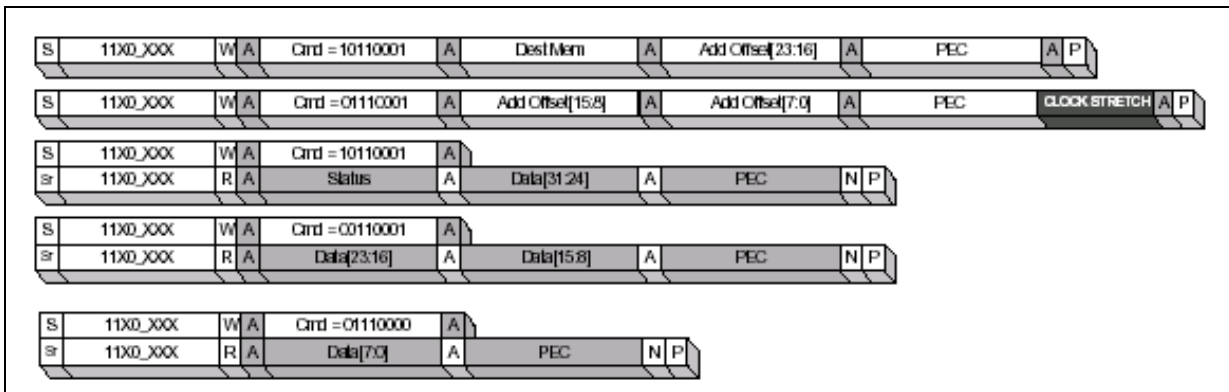 S 11X0_XXX W A Cmd = 10110001 A Dest Mem A Add Offset[23:16] A PEC A P
S 11X0_XXX W A Cmd = 01110001 A Add Offset[15:8] A Add Offset[7:0] A PEC CLOCK STRETCH A P
S 11X0_XXX W A Cmd = 10110001 A
Sr 11X0_XXX R A Status A Data[31:24] A PEC N P
S 11X0_XXX W A Cmd = 00110001 A
Sr 11X0_XXX R A Data[23:16] A Data[15:8] A PEC N P
S 11X0_XXX W A Cmd = 01110000 A
Sr 11X0_XXX R A Data[7:0] A PEC N P